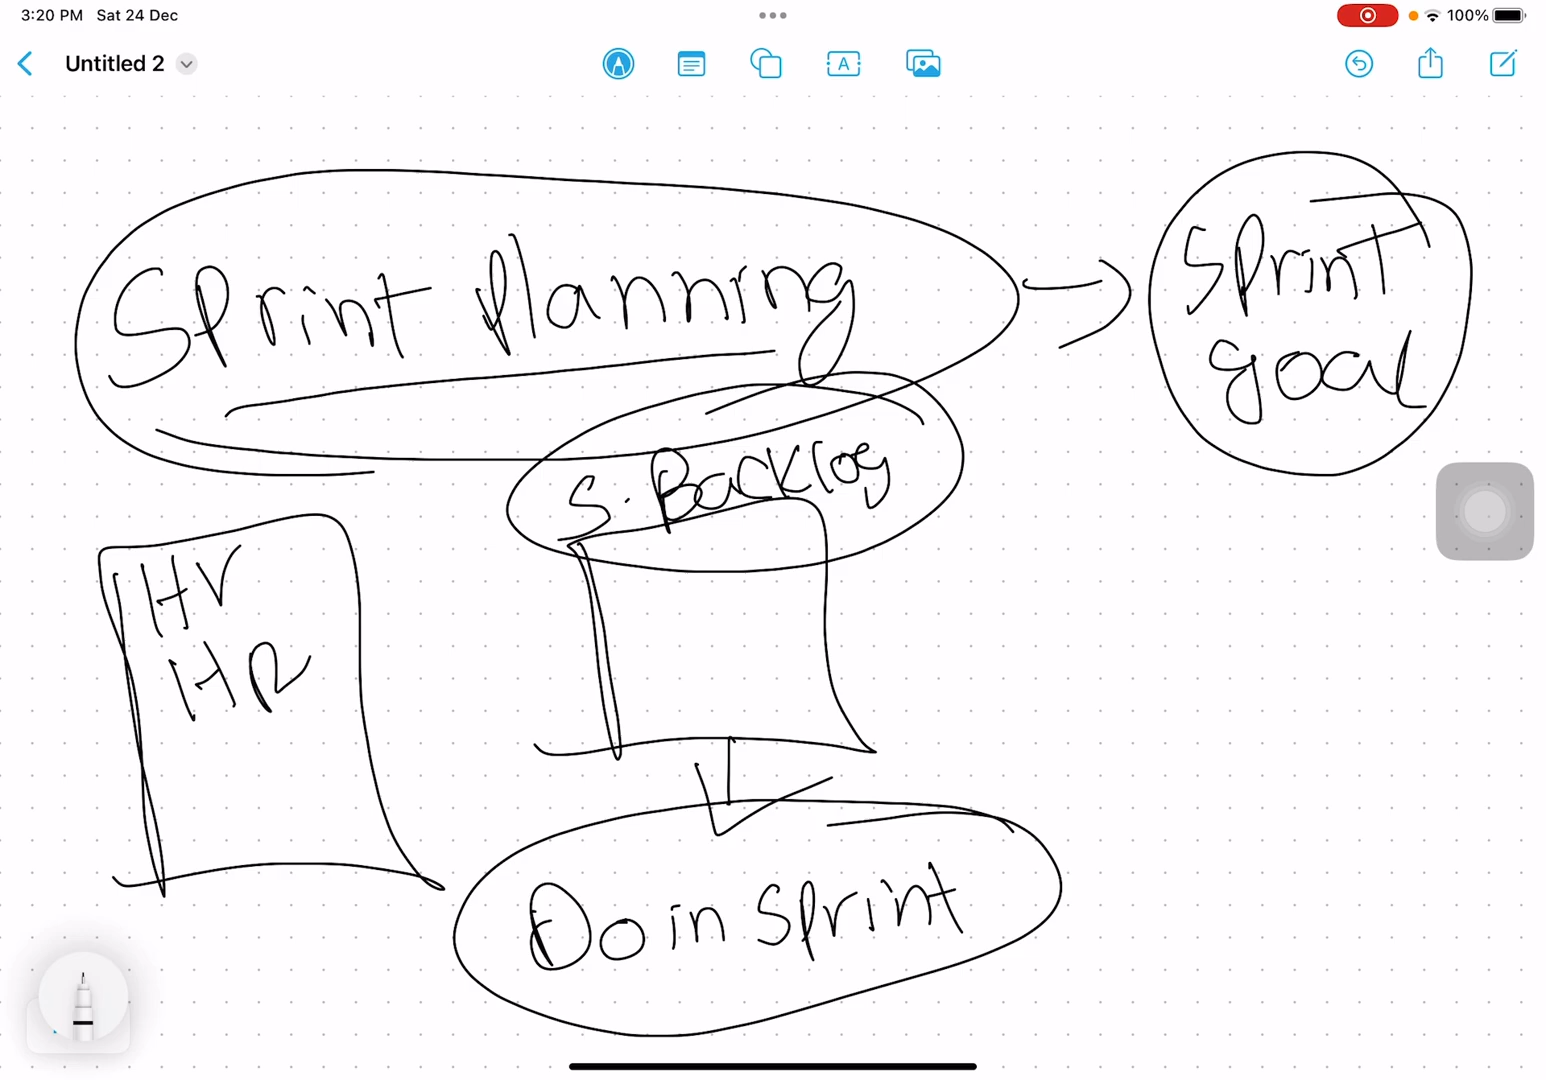 3:20 PM Sat 24 Dec
100%
Untitled 2
A
Sprint Planning
Sprint
goal
S. Backlog
HV
HR
Do in Sprint